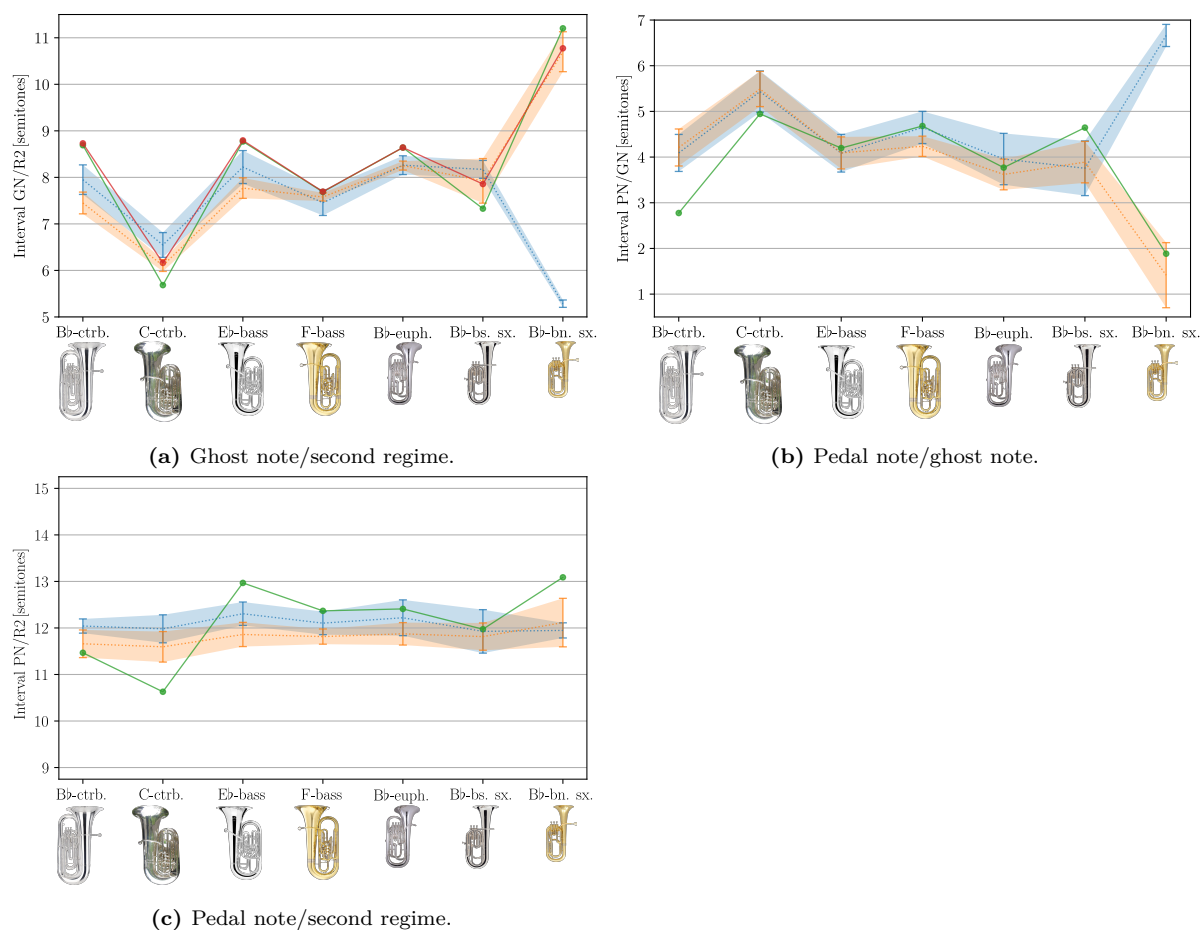 11
10
9
8
7
6
5
Interval GN/R2 [semitones]
B♭-ctrb. C-ctrb. E♭-bass F-bass B♭-euph. B♭-bs. sx. B♭-bn. sx.
(a) Ghost note/second regime.
7
6
5
4
3
2
1
Interval PN/GN [semitones]
B♭-ctrb. C-ctrb. E♭-bass F-bass B♭-euph. B♭-bs. sx. B♭-bn. sx.
(b) Pedal note/ghost note.
15
14
13
12
11
10
9
Interval PN/R2 [semitones]
B♭-ctrb. C-ctrb. E♭-bass F-bass B♭-euph. B♭-bs. sx. B♭-bn. sx.
(c) Pedal note/second regime.